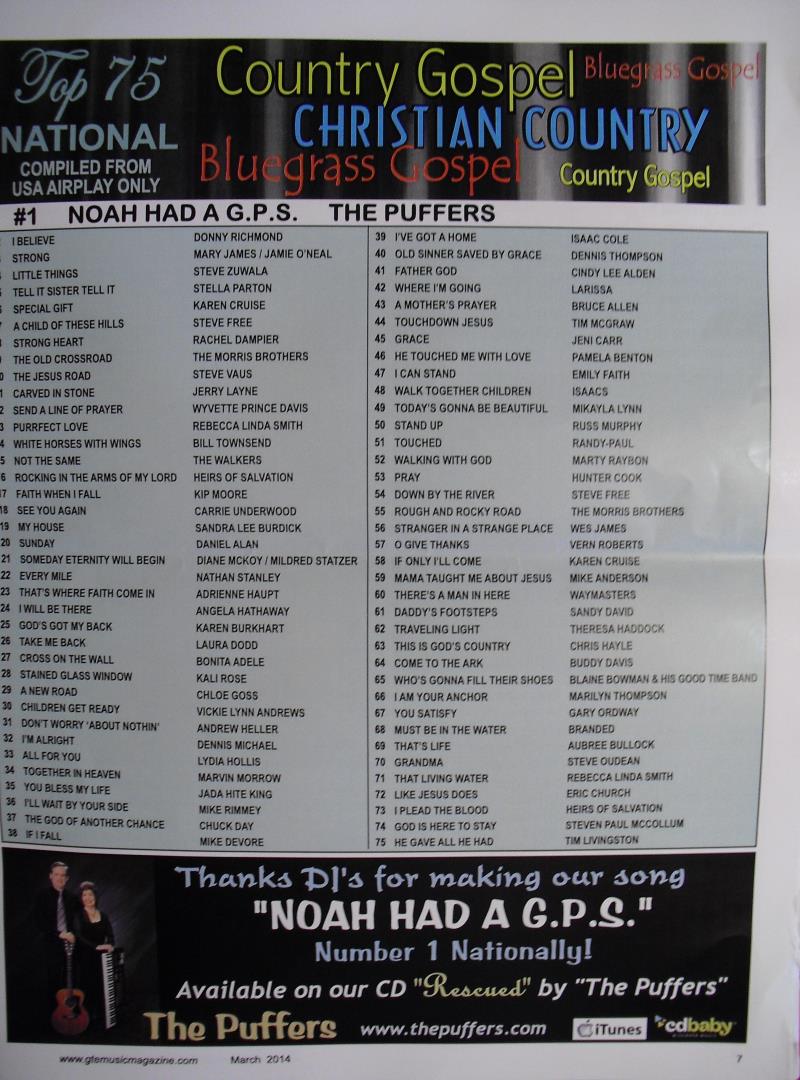 Top 75
NATIONAL
COMPILED FROM
USA AIRPLAY ONLY
Country Gospel
Bluegrass Gospel
CHRISTIAN COUNTRY
Bluegrass Gospel
Country Gospel
#1 NOAH HAD A G.P.S. THE PUFFERS
I BELIEVE DONNY RICHMOND
STRONG MARY JAMES / JAMIE O'NEAL
LITTLE THINGS STEVE ZUWALA
TELL IT SISTER TELL IT STELLA PARTON
SPECIAL GIFT KAREN CRUISE
A CHILD OF THESE HILLS STEVE FREE
STRONG HEART RACHEL DAMPIER
THE OLD CROSSROAD THE MORRIS BROTHERS
0 THE JESUS ROAD STEVE VAUS
1 CARVED IN STONE JERRY LAYNE
2 SEND A LINE OF PRAYER WYVETTE PRINCE DAVIS
3 PURRFECT LOVE REBECCA LINDA SMITH
4 WHITE HORSES WITH WINGS BILL TOWNSEND
5 NOT THE SAME THE WALKERS
6 ROCKING IN THE ARMS OF MY LORD HEIRS OF SALVATION
17 FAITH WHEN I FALL KIP MOORE
18 SEE YOU AGAIN CARRIE UNDERWOOD
19 MY HOUSE SANDRA LEE BURDICK
20 SUNDAY DANIEL ALAN
21 SOMEDAY ETERNITY WILL BEGIN DIANE MCKOY / MILDRED STATZER
22 EVERY MILE NATHAN STANLEY
23 THAT'S WHERE FAITH COME IN ADRIENNE HAUPT
24 I WILL BE THERE ANGELA HATHAWAY
25 GOD'S GOT MY BACK KAREN BURKHART
26 TAKE ME BACK LAURA DODD
27 CROSS ON THE WALL BONITA ADELE
28 STAINED GLASS WINDOW KALI ROSE
29 A NEW ROAD CHLOE GOSS
30 CHILDREN GET READY VICKIE LYNN ANDREWS
31 DON'T WORRY 'ABOUT NOTHIN' ANDREW HELLER
32 I'M ALRIGHT DENNIS MICHAEL
33 ALL FOR YOU LYDIA HOLLIS
34 TOGETHER IN HEAVEN MARVIN MORROW
35 YOU BLESS MY LIFE JADA HITE KING
36 I'LL WAIT BY YOUR SIDE MIKE RIMMEY
37 THE GOD OF ANOTHER CHANCE CHUCK DAY
38 IF I FALL MIKE DEVORE
39 I'VE GOT A HOME ISAAC COLE
40 OLD SINNER SAVED BY GRACE DENNIS THOMPSON
41 FATHER GOD CINDY LEE ALDEN
42 WHERE I'M GOING LARISSA
43 A MOTHER'S PRAYER BRUCE ALLEN
44 TOUCHDOWN JESUS TIM MCGRAW
45 GRACE JENI CARR
46 HE TOUCHED ME WITH LOVE PAMELA BENTON
47 I CAN STAND EMILY FAITH
48 WALK TOGETHER CHILDREN ISAACS
49 TODAY'S GONNA BE BEAUTIFUL MIKAYLA LYNN
50 STAND UP RUSS MURPHY
51 TOUCHED RANDY-PAUL
52 WALKING WITH GOD MARTY RAYBON
53 PRAY HUNTER COOK
54 DOWN BY THE RIVER STEVE FREE
55 ROUGH AND ROCKY ROAD THE MORRIS BROTHERS
56 STRANGER IN A STRANGE PLACE WES JAMES
57 O GIVE THANKS VERN ROBERTS
58 IF ONLY I'LL COME KAREN CRUISE
59 MAMA TAUGHT ME ABOUT JESUS MIKE ANDERSON
60 THERE'S A MAN IN HERE WAYMASTERS
61 DADDY'S FOOTSTEPS SANDY DAVID
62 TRAVELING LIGHT THERESA HADDOCK
63 THIS IS GOD'S COUNTRY CHRIS HAYLE
64 COME TO THE ARK BUDDY DAVIS
65 WHO'S GONNA FILL THEIR SHOES BLAINE BOWMAN & HIS GOOD TIME BAND
66 I AM YOUR ANCHOR MARILYN THOMPSON
67 YOU SATISFY GARY ORDWAY
68 MUST BE IN THE WATER BRANDED
69 THAT'S LIFE AUBREE BULLOCK
70 GRANDMA STEVE OUDEAN
71 THAT LIVING WATER REBECCA LINDA SMITH
72 LIKE JESUS DOES ERIC CHURCH
73 I PLEAD THE BLOOD HEIRS OF SALVATION
74 GOD IS HERE TO STAY STEVEN PAUL MCCOLLUM
75 HE GAVE ALL HE HAD TIM LIVINGSTON
Thanks DJ's for making our song
"NOAH HAD A G.P.S."
Number 1 Nationally!
Available on our CD "Rescued" by "The Puffers"
The Puffers www.thepuffers.com iTunes cdbaby
www.gtemusicmagazine.com March 2014 7